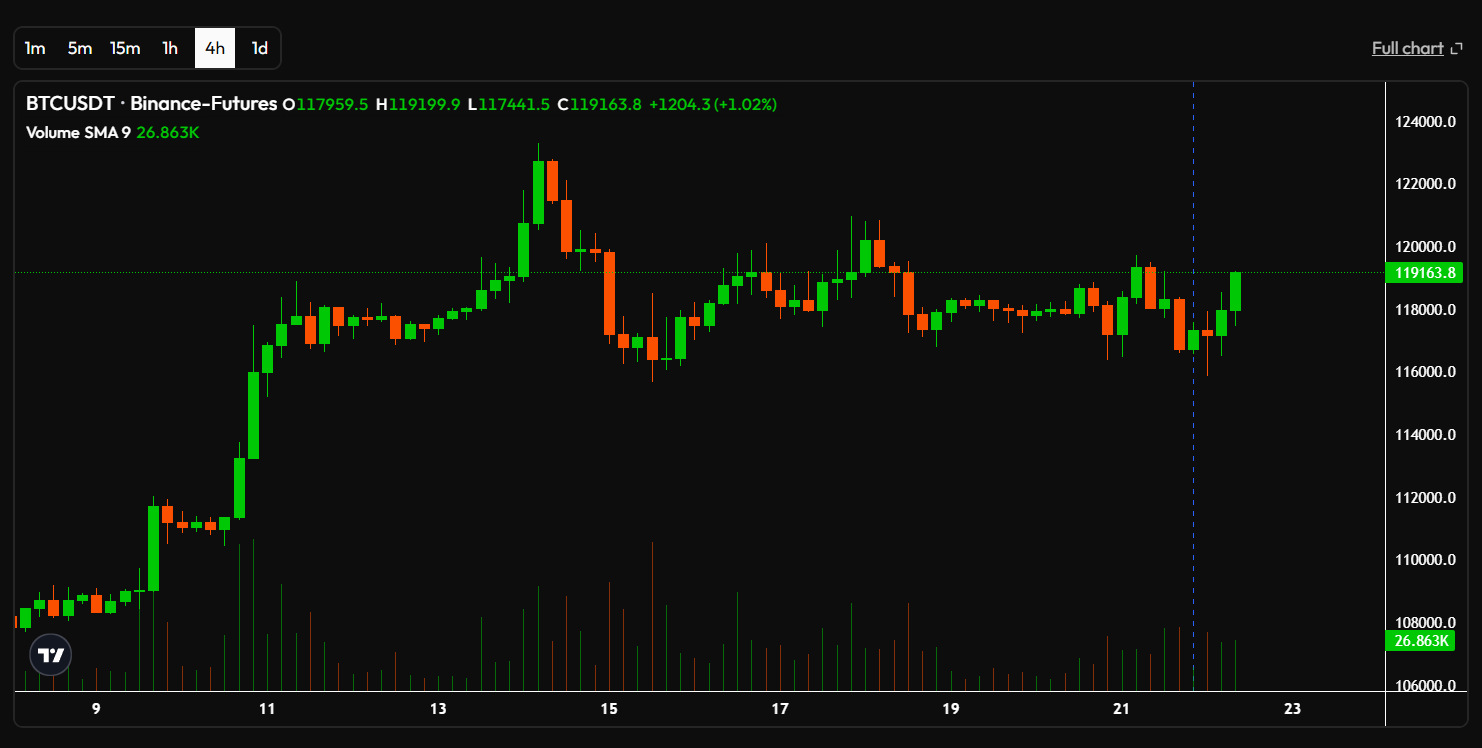 1m 5m 15m 1h 4h 1d
Full chart
BTCUSDT · Binance-Futures O117959.5 H119199.9 L117441.5 C119163.8 +1204.3 (+1.02%)
Volume SMA 9 26.863K
124000.0
122000.0
120000.0
119163.8
118000.0
116000.0
114000.0
112000.0
110000.0
108000.0
26.863K
106000.0
9 11 13 15 17 19 21 23